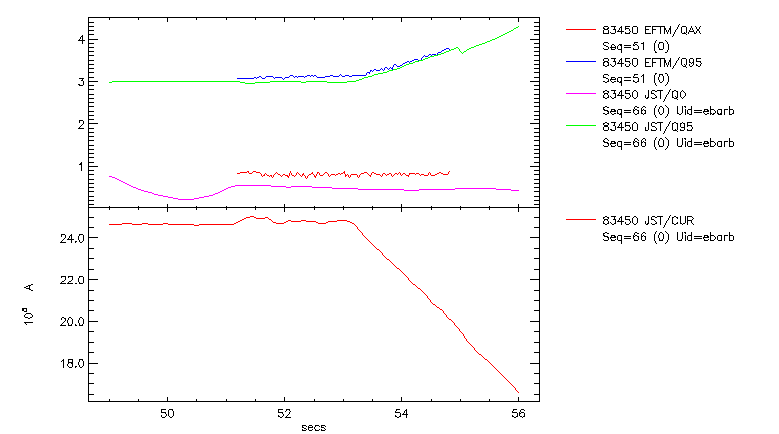 4
3
2
1
83450 EFTM/QAX
Seq=51 (0)
83450 EFTM/Q95
Seq=51 (0)
83450 JST/Q0
Seq=66 (0) Uid=ebarb
83450 JST/Q95
Seq=66 (0) Uid=ebarb
24.0
22.0
20.0
18.0
A
83450 JST/CUR
Seq=66 (0) Uid=ebarb
50
52
54
56
secs